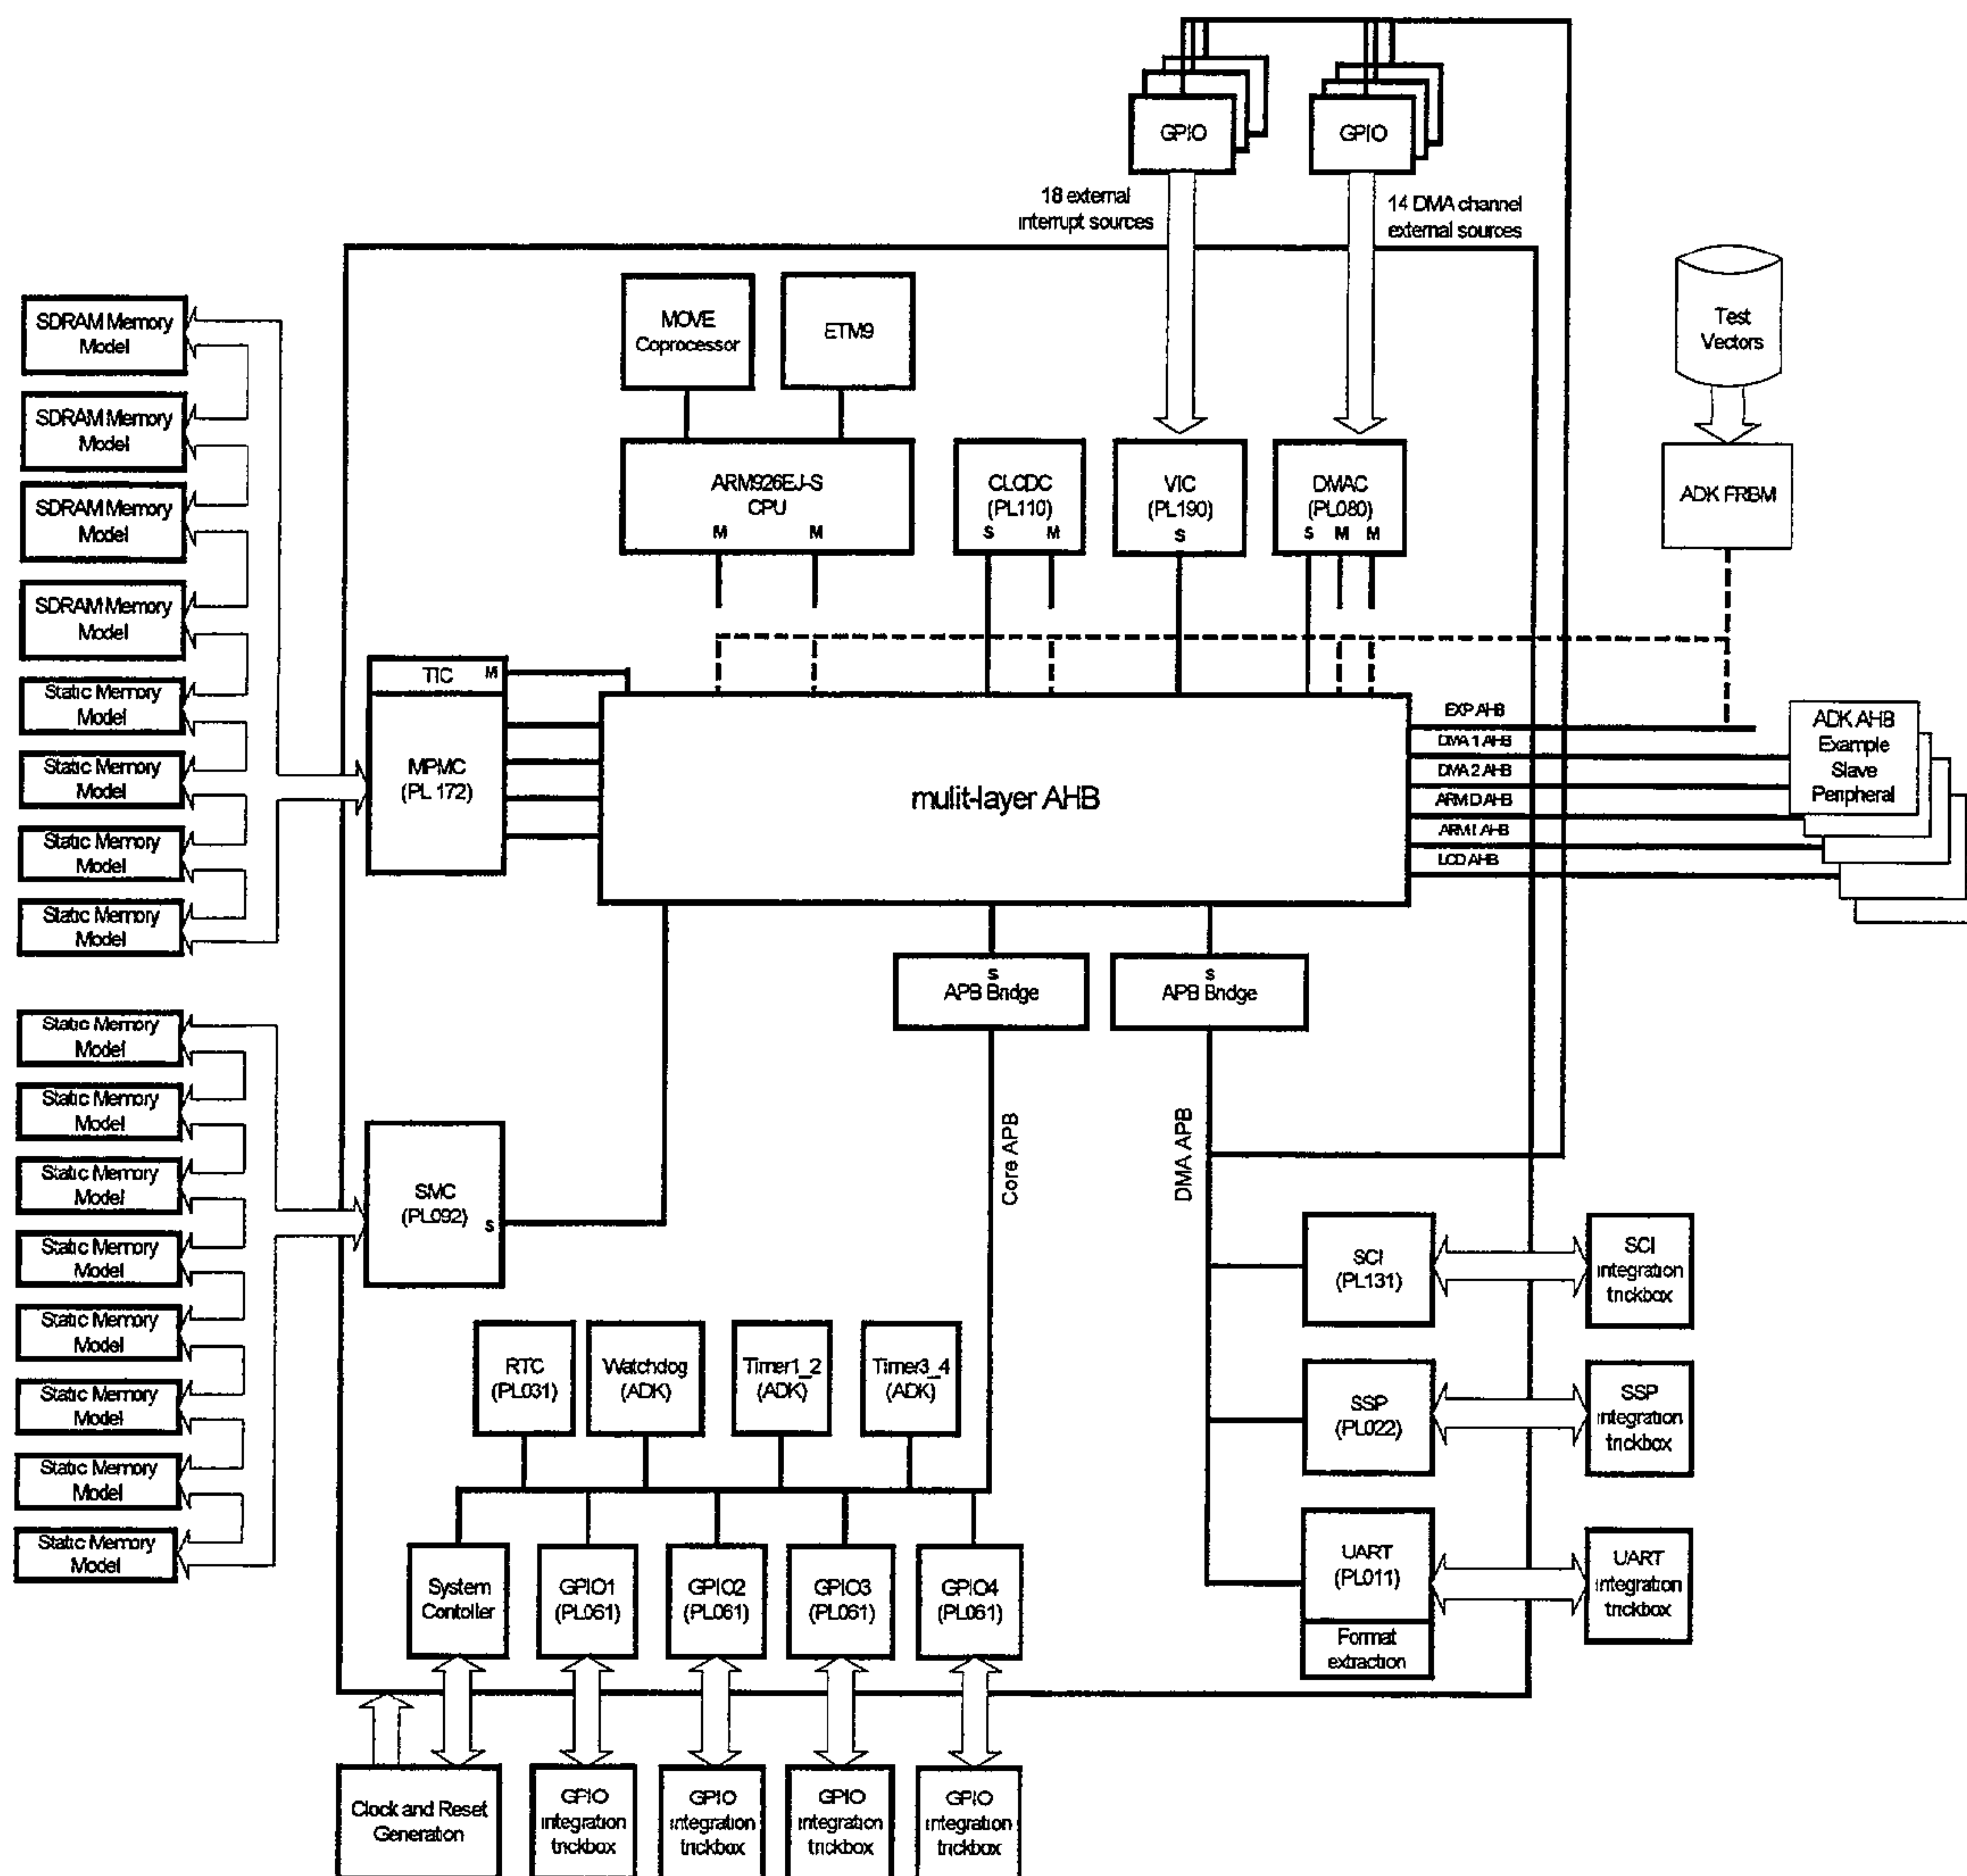 GPIO
GPIO
18 external
interrupt sources
14 DMA channel
external sources
SDRAM Memory
Model
SDRAM Memory
Model
SDRAM Memory
Model
SDRAM Memory
Model
Static Memory
Model
Static Memory
Model
Static Memory
Model
Static Memory
Model
MOVE
Coprocessor
ETM9
Test
Vectors
ARM926EJ-S
CPU
M
M
CLCDC
(PL110)
S
M
VIC
(PL190)
S
DMAC
(PL080)
S
M
M
ADK FRBM
TIC
M
MPMC
(PL172)
mulit-layer AHB
EXP AHB
DMA 1 AHB
DMA 2 AHB
ARM D AHB
ARM I AHB
LCD AHB
ADK AHB
Example
Slave
Peripheral
S
APB Bridge
S
APB Bridge
Static Memory
Model
Static Memory
Model
Static Memory
Model
Static Memory
Model
Static Memory
Model
Static Memory
Model
Static Memory
Model
Static Memory
Model
SMC
(PL092)
S
Core APB
DMA APB
SCI
(PL131)
SCI
integration
trickbox
RTC
(PL031)
Watchdog
(ADK)
Timer1_2
(ADK)
Timer3_4
(ADK)
SSP
(PL022)
SSP
integration
trickbox
System
Contoller
GPIO1
(PL061)
GPIO2
(PL061)
GPIO3
(PL061)
GPIO4
(PL061)
UART
(PL011)
Format
extraction
UART
integration
trickbox
Clock and Reset
Generation
GPIO
integration
trickbox
GPIO
integration
trickbox
GPIO
integration
trickbox
GPIO
integration
trickbox